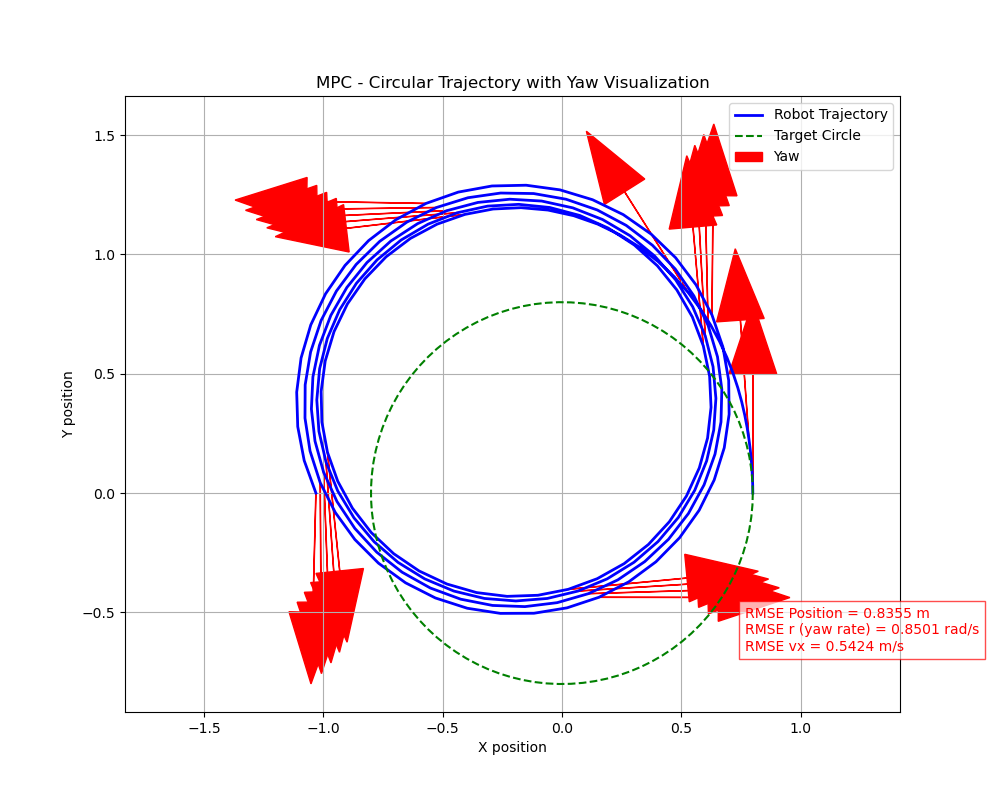 MPC - Circular Trajectory with Yaw Visualization
Robot Trajectory
Target Circle
Yaw
1.5
1.0
0.5
0.0
−0.5
Y position
RMSE Position = 0.8355 m
RMSE r (yaw rate) = 0.8501 rad/s
RMSE vx = 0.5424 m/s
−1.5
−1.0
−0.5
0.0
0.5
1.0
X position